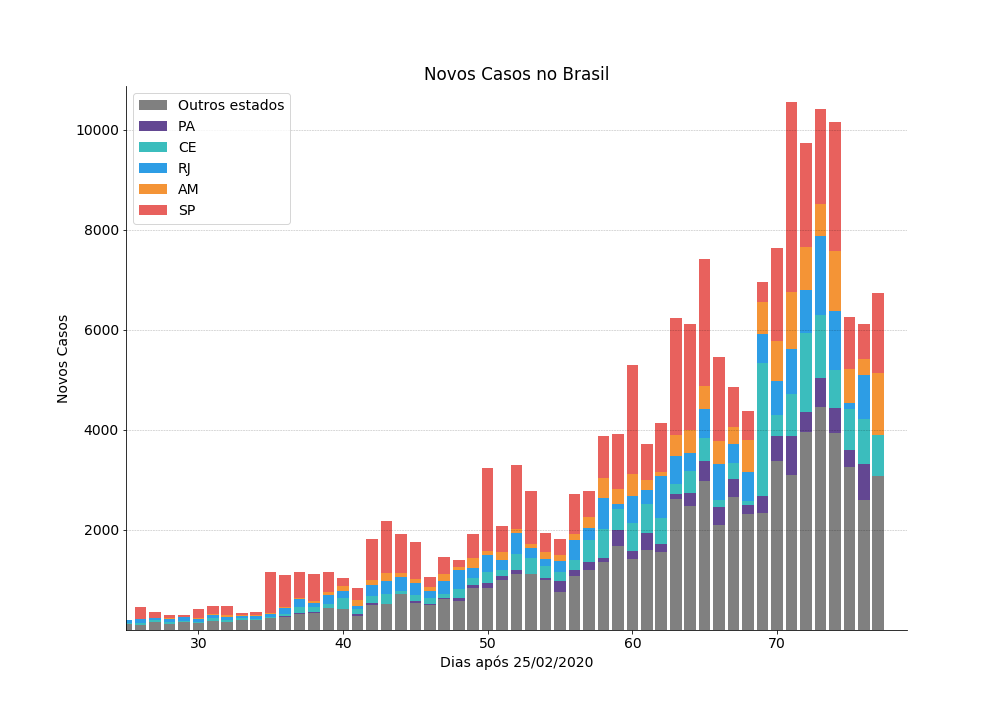 Novos Casos no Brasil
Outros estados
PA
CE
RJ
AM
SP
10000
8000
6000
4000
2000
Novos Casos
30 40 50 60 70
Dias após 25/02/2020